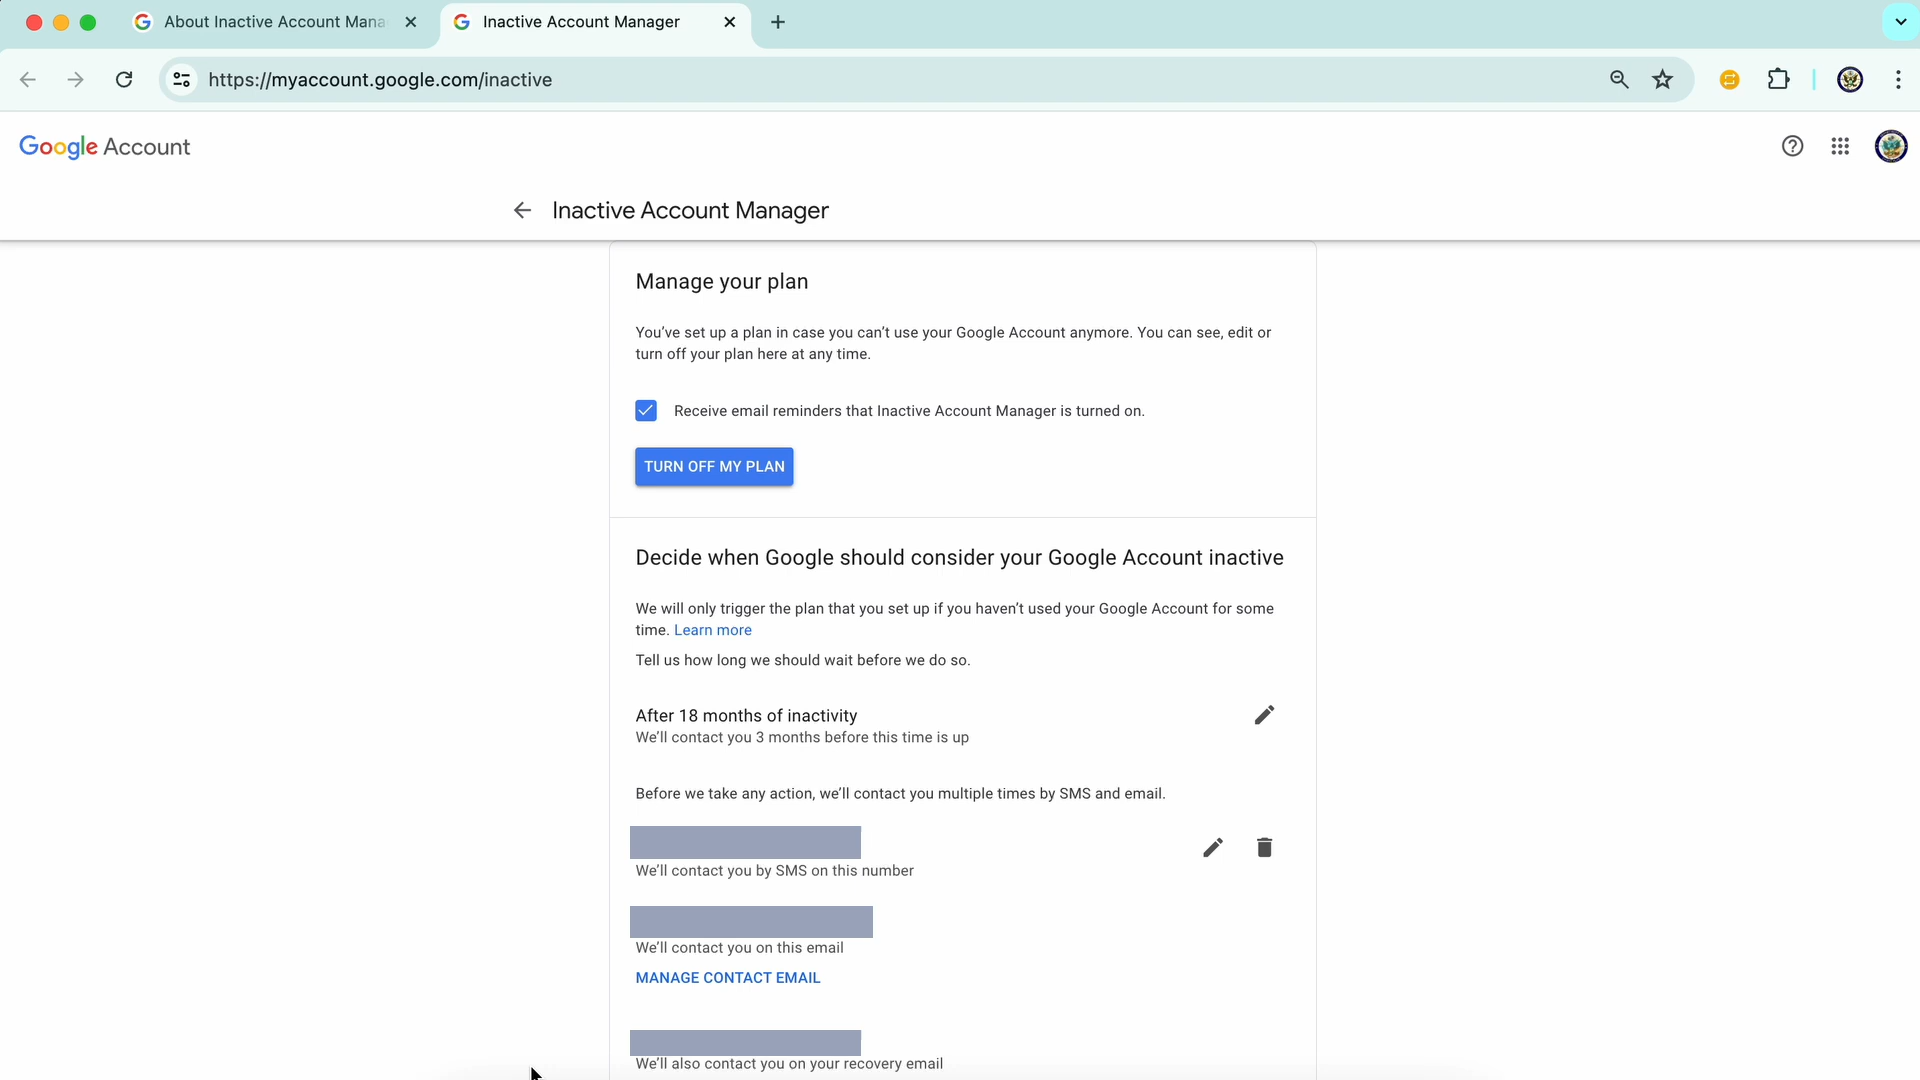 About Inactive Account Mana
Inactive Account Manager
https://myaccount.google.com/inactive
Google Account
Inactive Account Manager
Manage your plan
You've set up a plan in case you can't use your Google Account anymore. You can see, edit or
turn off your plan here at any time.
Receive email reminders that Inactive Account Manager is turned on.
TURN OFF MY PLAN
Decide when Google should consider your Google Account inactive
We will only trigger the plan that you set up if you haven't used your Google Account for some
time. Learn more
Tell us how long we should wait before we do so.
After 18 months of inactivity
We'll contact you 3 months before this time is up
Before we take any action, we'll contact you multiple times by SMS and email.
We'll contact you by SMS on this number
We'll contact you on this email
MANAGE CONTACT EMAIL
We'll also contact you on your recovery email